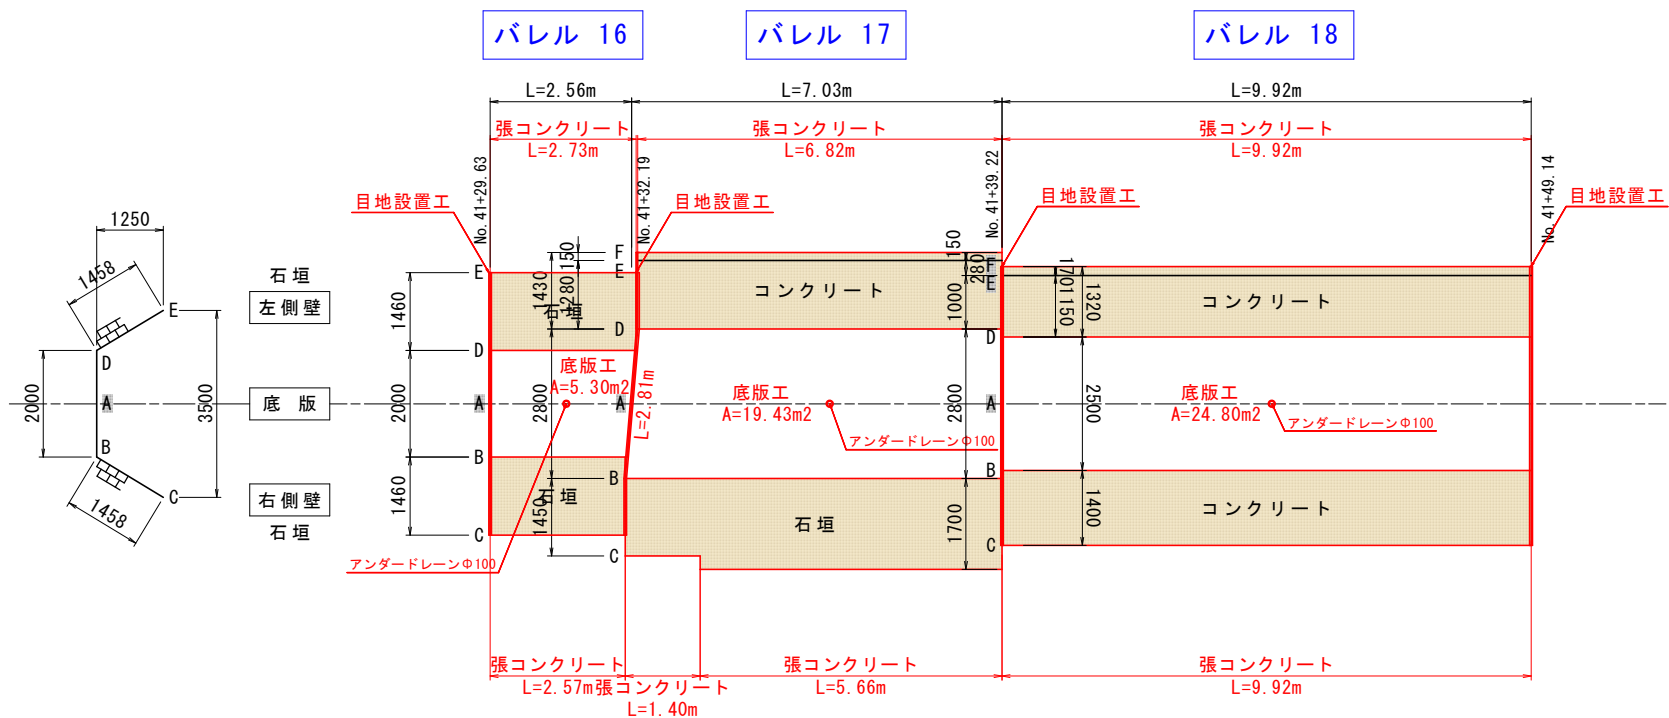 バレル 16
バレル 17
バレル 18
L=2.56m
L=7.03m
L=9.92m
張コンクリート
L=2.73m
張コンクリート
L=6.82m
張コンクリート
L=9.92m
No.41+29.63
No.41+32.19
No.41+39.22
No.41+49.14
目地設置工
目地設置工
目地設置工
目地設置工
1250
1458
E
D
A
B
C
2000
3500
1458
石垣
左側壁
底 版
右側壁
石垣
E
D
A
B
C
1460
2000
1460
石垣
底版工
A=5.30m2
石垣
アンダードレーンΦ100
F
E
D
A
B
C
150
1430
1280
2800
1450
L=2.81m
コンクリート
底版工
A=19.43m2
アンダードレーンΦ100
石垣
150
280
1000
2800
1700
F
E
D
A
B
C
170
1150
1320
2500
1400
コンクリート
底版工
A=24.80m2
アンダードレーンΦ100
コンクリート
張コンクリート
L=2.57m
張コンクリート
L=1.40m
張コンクリート
L=5.66m
張コンクリート
L=9.92m